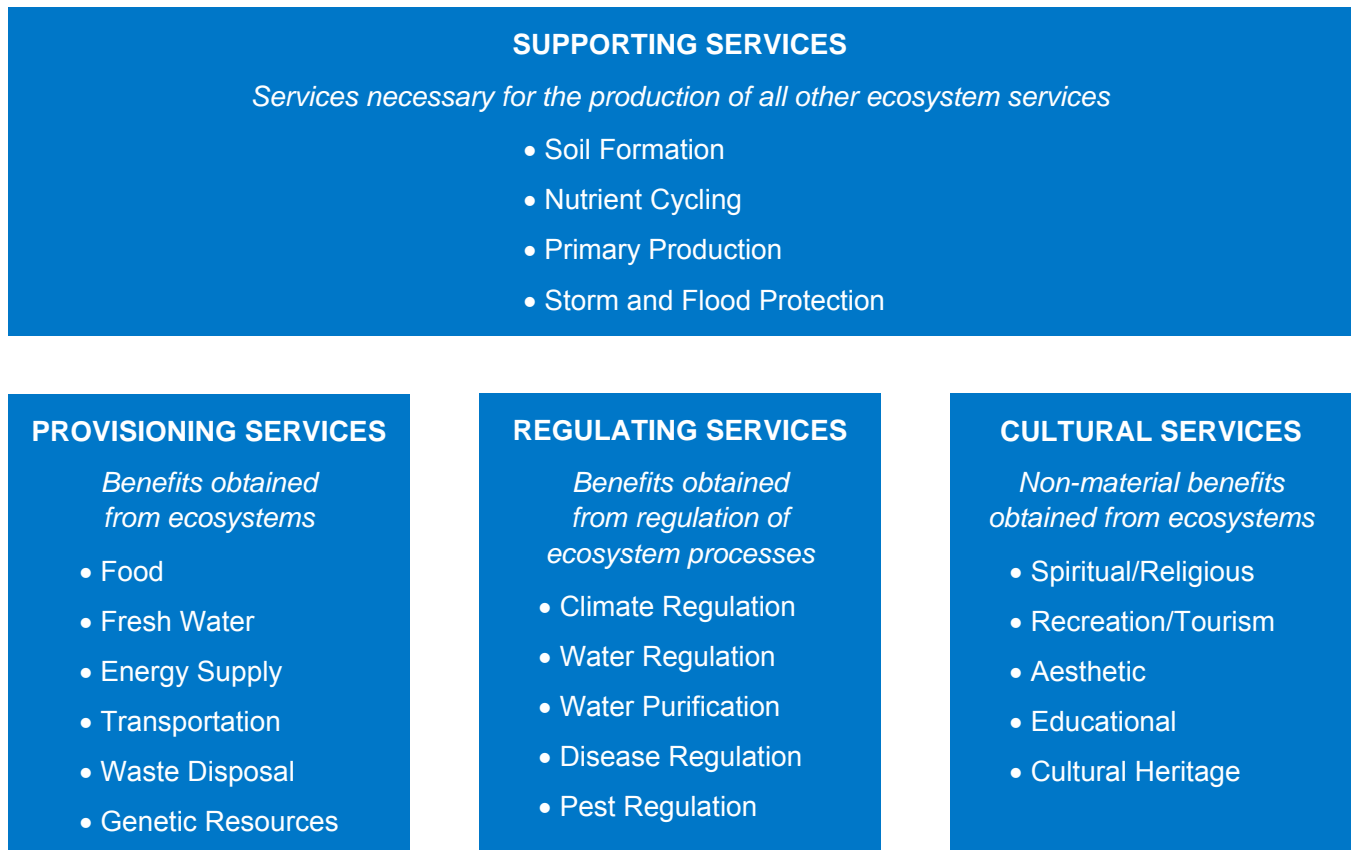 SUPPORTING SERVICES
Services necessary for the production of all other ecosystem services
• Soil Formation
• Nutrient Cycling
• Primary Production
• Storm and Flood Protection
PROVISIONING SERVICES
Benefits obtained
from ecosystems
• Food
• Fresh Water
• Energy Supply
• Transportation
• Waste Disposal
• Genetic Resources
REGULATING SERVICES
Benefits obtained
from regulation of
ecosystem processes
• Climate Regulation
• Water Regulation
• Water Purification
• Disease Regulation
• Pest Regulation
CULTURAL SERVICES
Non-material benefits
obtained from ecosystems
• Spiritual/Religious
• Recreation/Tourism
• Aesthetic
• Educational
• Cultural Heritage